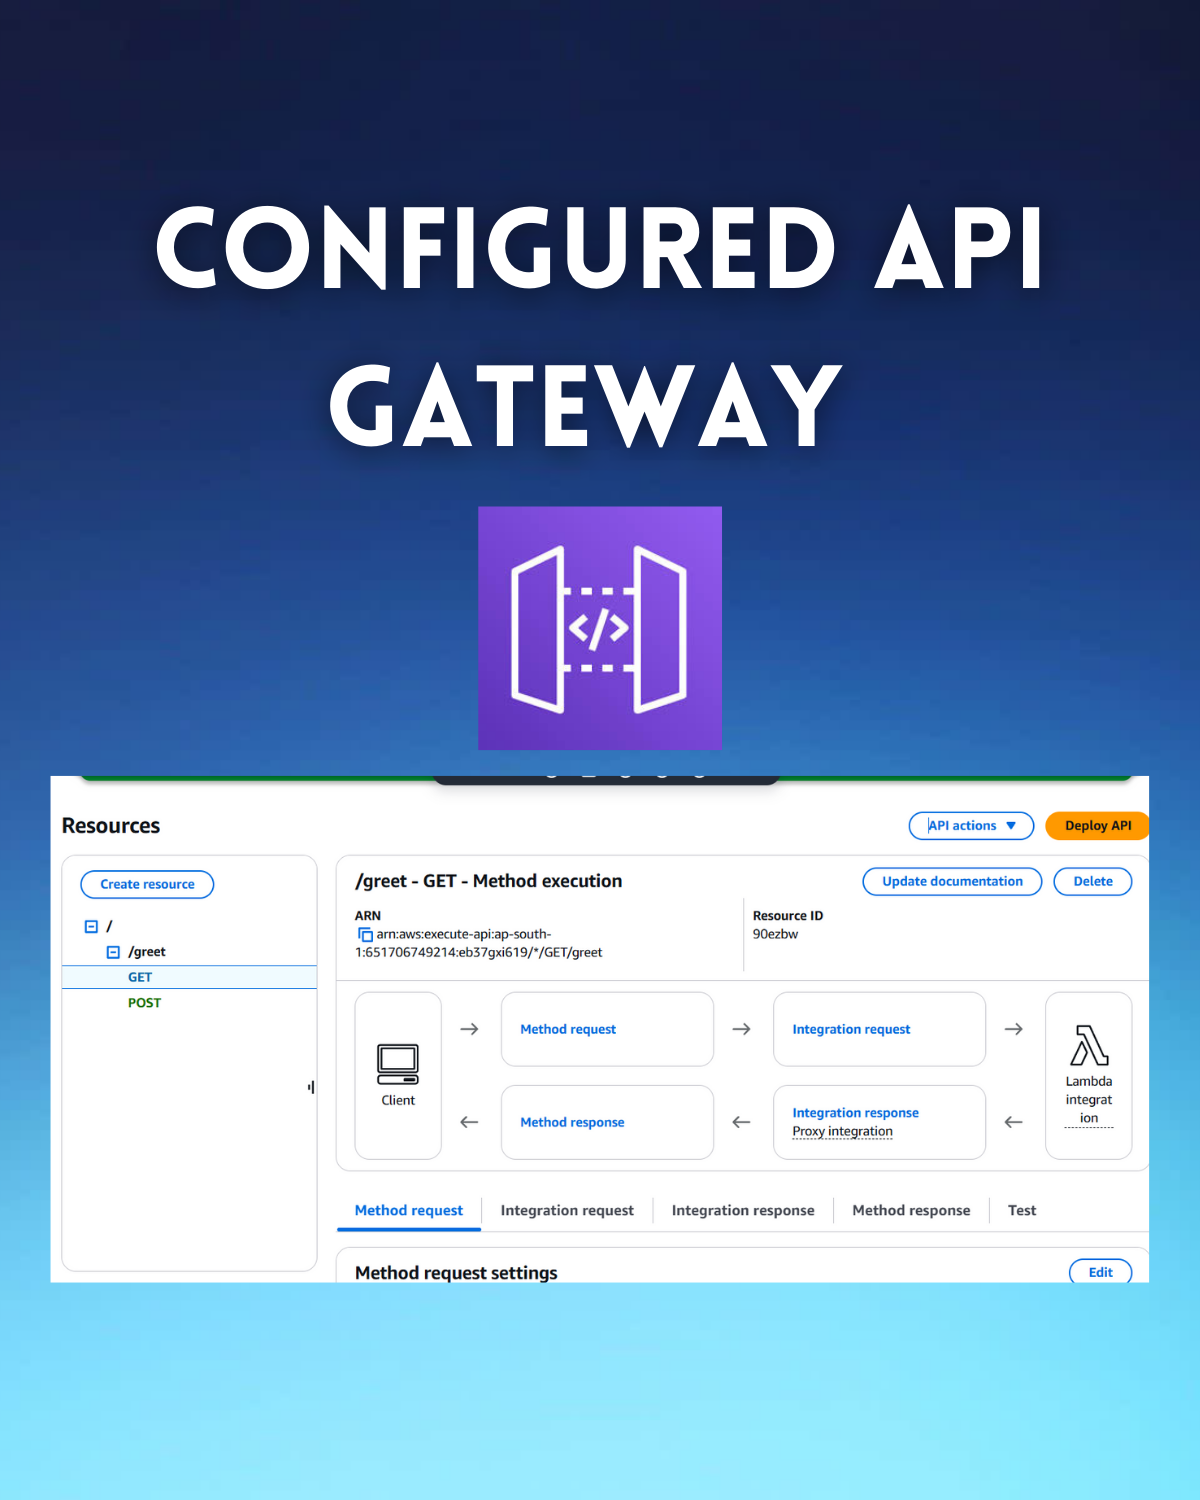 CONFIGURED API
GATEWAY
</>
Resources
API actions
Deploy API
Create resource
/
/greet
GET
POST
/greet - GET - Method execution
Update documentation
Delete
ARN
arn:aws:execute-api:ap-south-
1:651706749214:eb37gxi619/*/GET/greet
Resource ID
90ezbw
Client
Method request
Integration request
Lambda
integrat
ion
Method response
Integration response
Proxy integration
Method request
Integration request
Integration response
Method response
Test
Method request settings
Edit